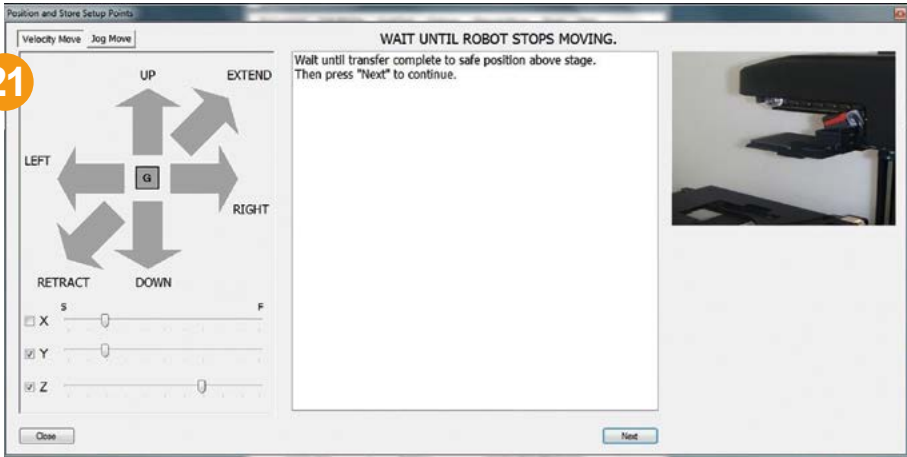 Position and Store Setup Points
Velocity Move Jog Move
WAIT UNTIL ROBOT STOPS MOVING.
Wait until transfer complete to safe position above stage.
Then press "Next" to continue.
21
UP
EXTEND
LEFT
G
RIGHT
RETRACT
DOWN
S F
X
Y
Z
Close
Next